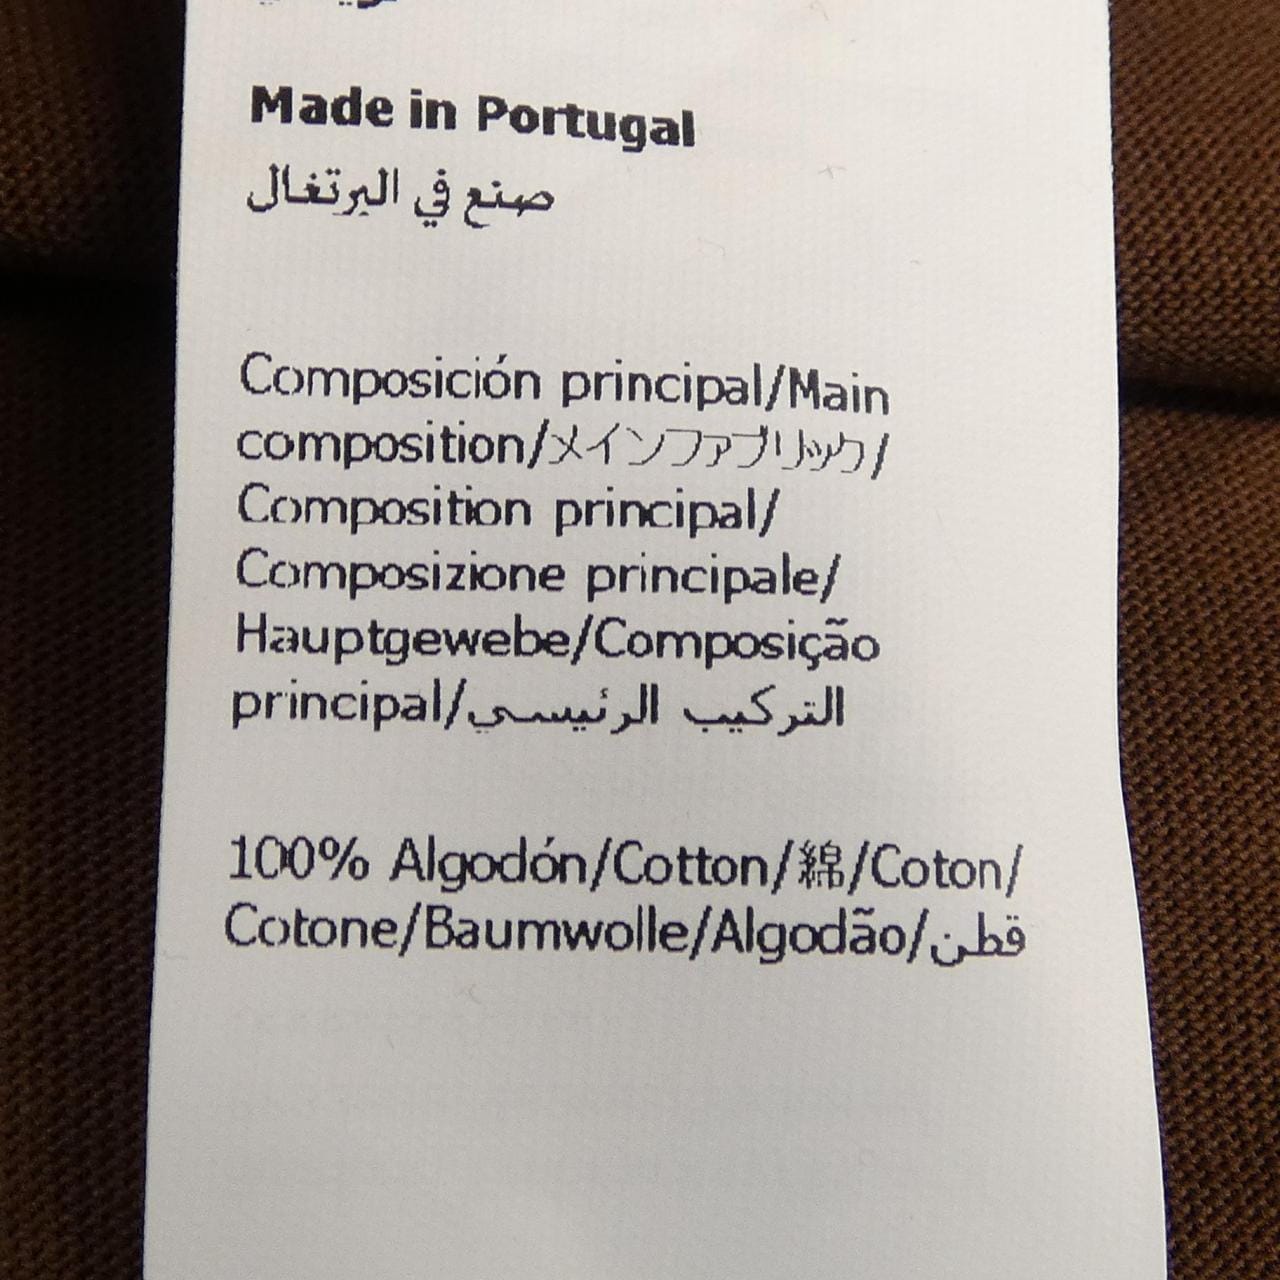 Made in Portugal
صنع في البرتغال
Composición principal/Main
composition/メインファブリック/
Composition principal/
Composizione principale/
Hauptgewebe/Composição
principal/التركيب الرئيسي
100% Algodón/Cotton/綿/Coton/
Cotone/Baumwolle/Algodão/قطن